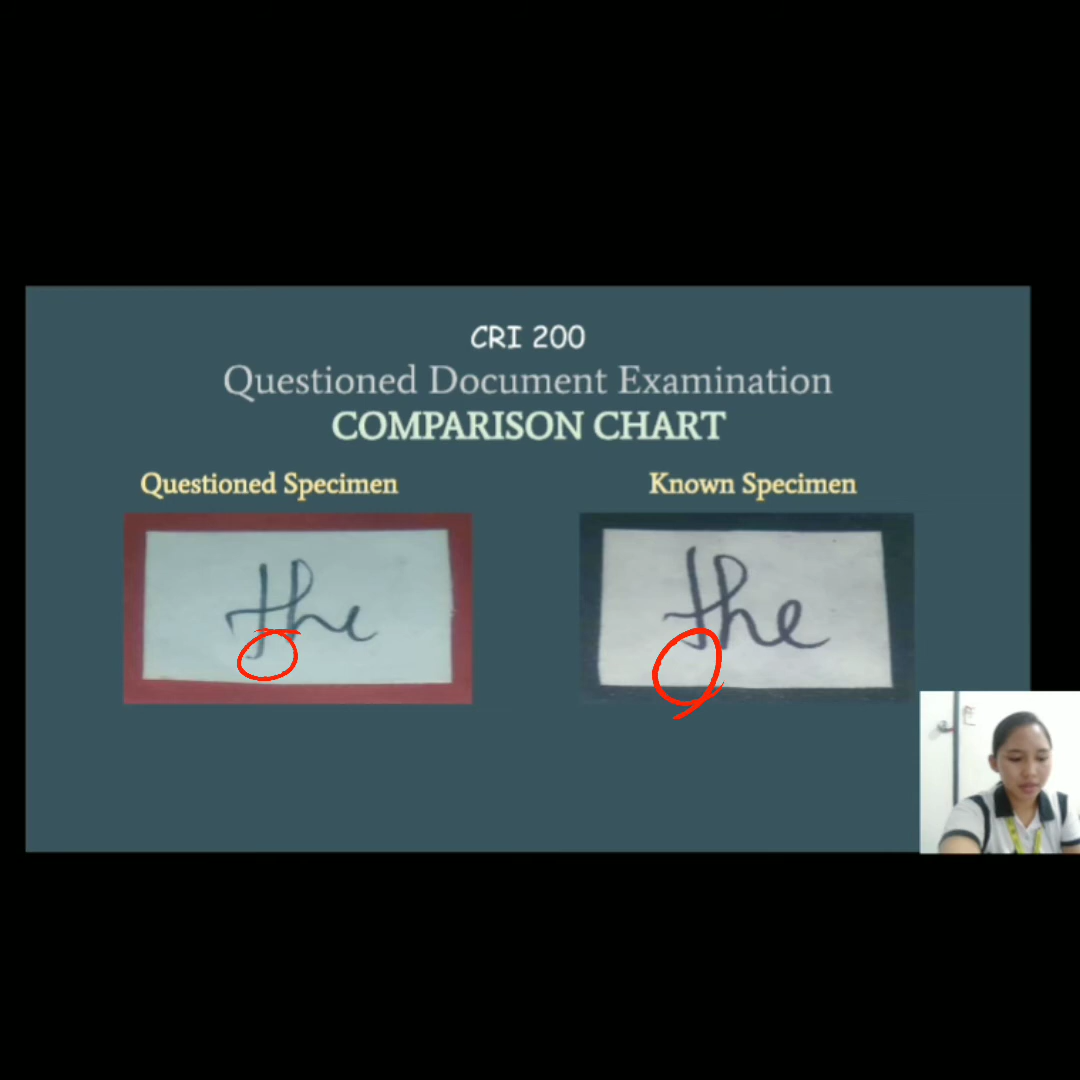 CRI 200
Questioned Document Examination
COMPARISON CHART
Questioned Specimen
Known Specimen
the
the